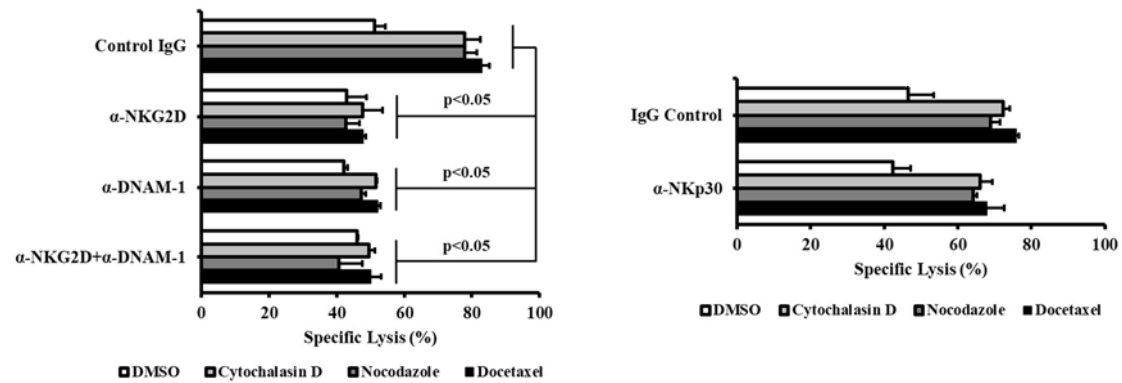 Control IgG
α-NKG2D
p<0.05
α-DNAM-1
p<0.05
α-NKG2D+α-DNAM-1
p<0.05
0 20 40 60 80 100
Specific Lysis (%)
DMSO Cytochalasin D Nocodazole Docetaxel
IgG Control
α-NKp30
0 20 40 60 80 100
Specific Lysis (%)
DMSO Cytochalasin D Nocodazole Docetaxel